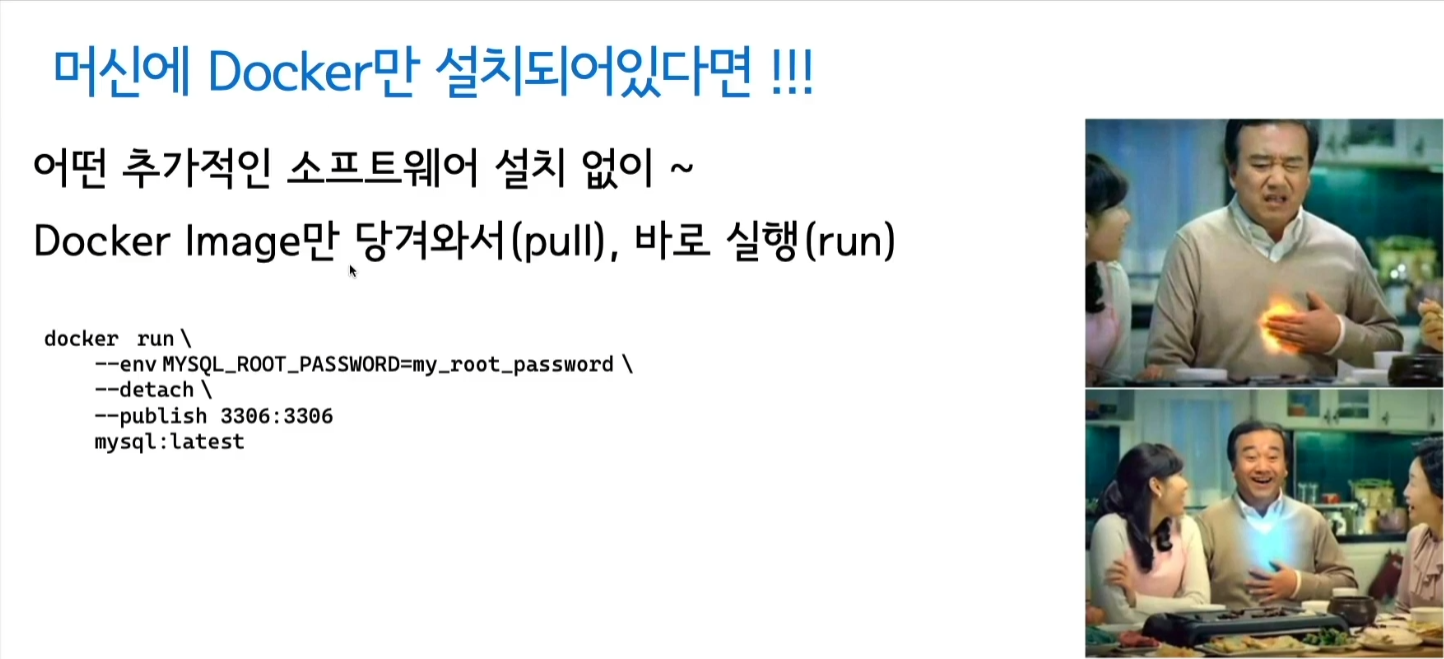 머신에 Docker만 설치되어있다면 !!!
어떤 추가적인 소프트웨어 설치 없이 ~
Docker Image만 당겨와서(pull), 바로 실행(run)
docker run \
--env MYSQL_ROOT_PASSWORD=my_root_password \
--detach \
--publish 3306:3306
mysql:latest